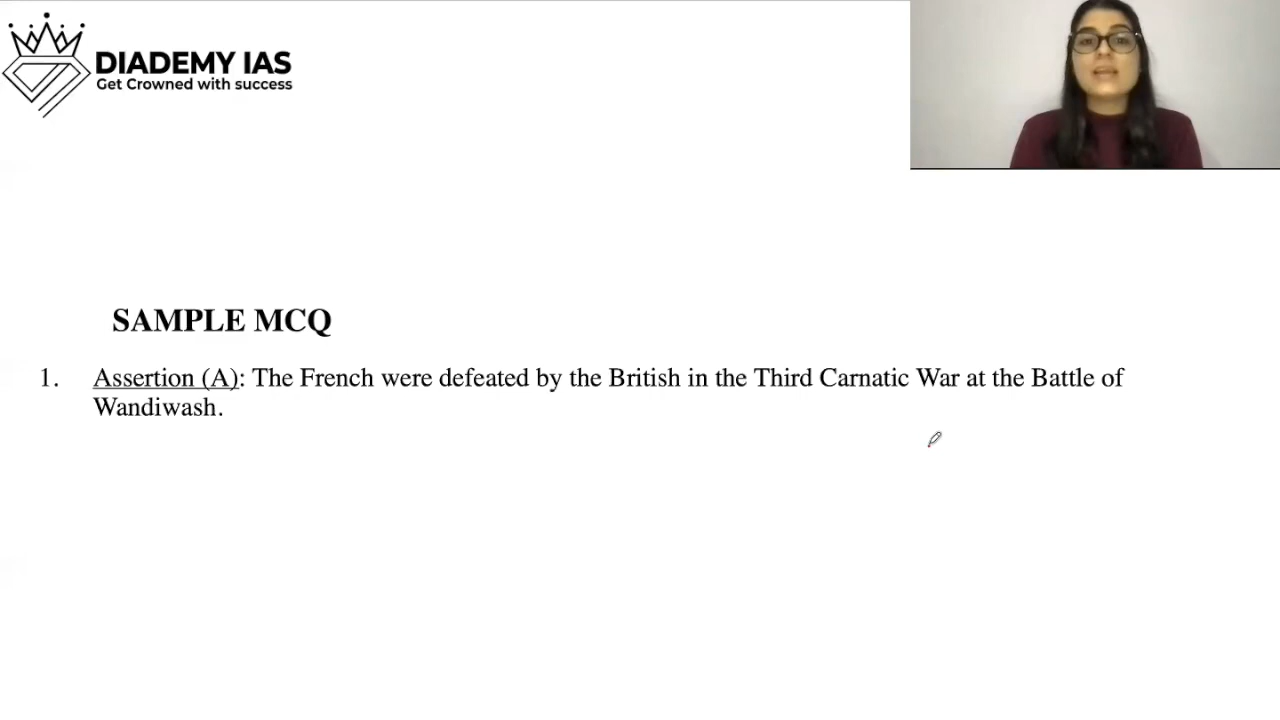 DIADEMY IAS
Get Crowned with success
SAMPLE MCQ
1. Assertion (A): The French were defeated by the British in the Third Carnatic War at the Battle of
Wandiwash.